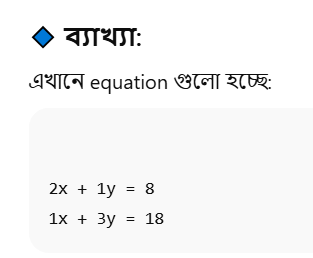 ব্যাখ্যা:
এখানে equation গুলো হচ্ছে:
2x + 1y = 8
1x + 3y = 18